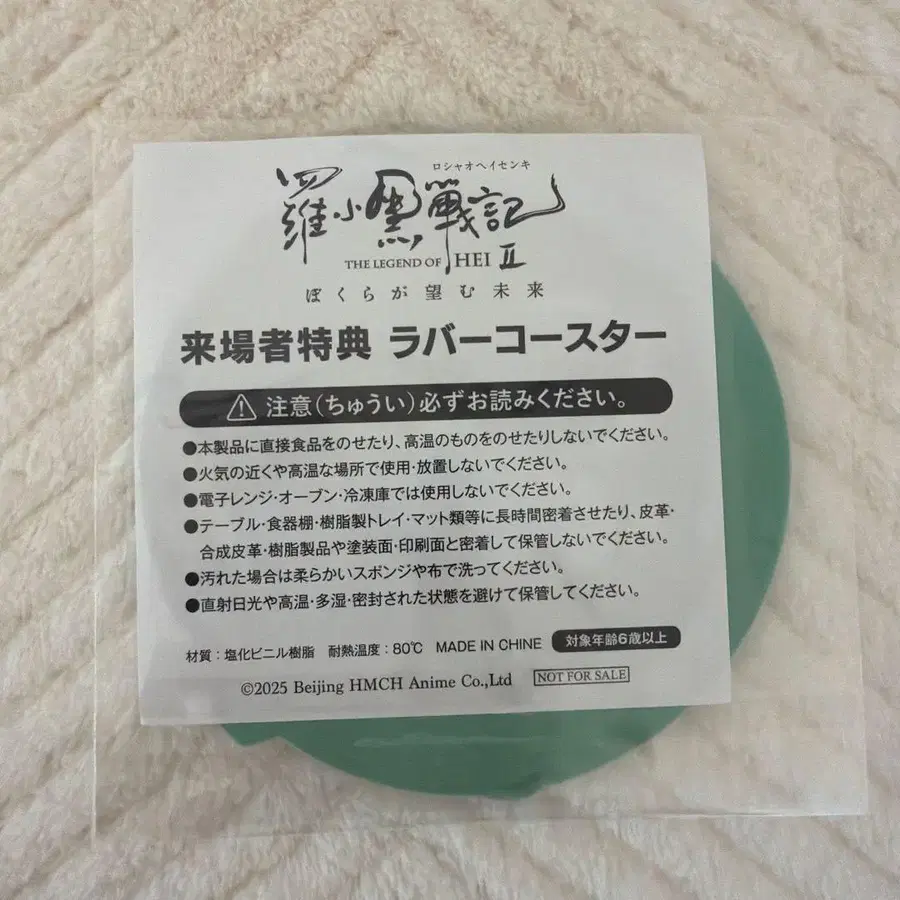 ロシャオヘイセンキ
羅小黒戰記
THE LEGEND OF HEI II
ぼくらが望む未来
来場者特典 ラバーコースター
注意(ちゅうい)必ずお読みください。
●本製品に直接食品をのせたり、高温のものをのせたりしないでください。
●火気の近くや高温な場所で使用・放置しないでください。
●電子レンジ・オーブン・冷凍庫では使用しないでください。
●テーブル・食器棚・樹脂製トレイ・マット類等に長時間密着させたり、皮革・
合成皮革・樹脂製品や塗装面・印刷面と密着して保管しないでください。
●汚れた場合は柔らかいスポンジや布で洗ってください。
●直射日光や高温・多湿・密封された状態を避けて保管してください。
材質：塩化ビニル樹脂 耐熱温度：80℃ MADE IN CHINE 対象年齢6歳以上
©2025 Beijing HMCH Anime Co.,Ltd NOT FOR SALE